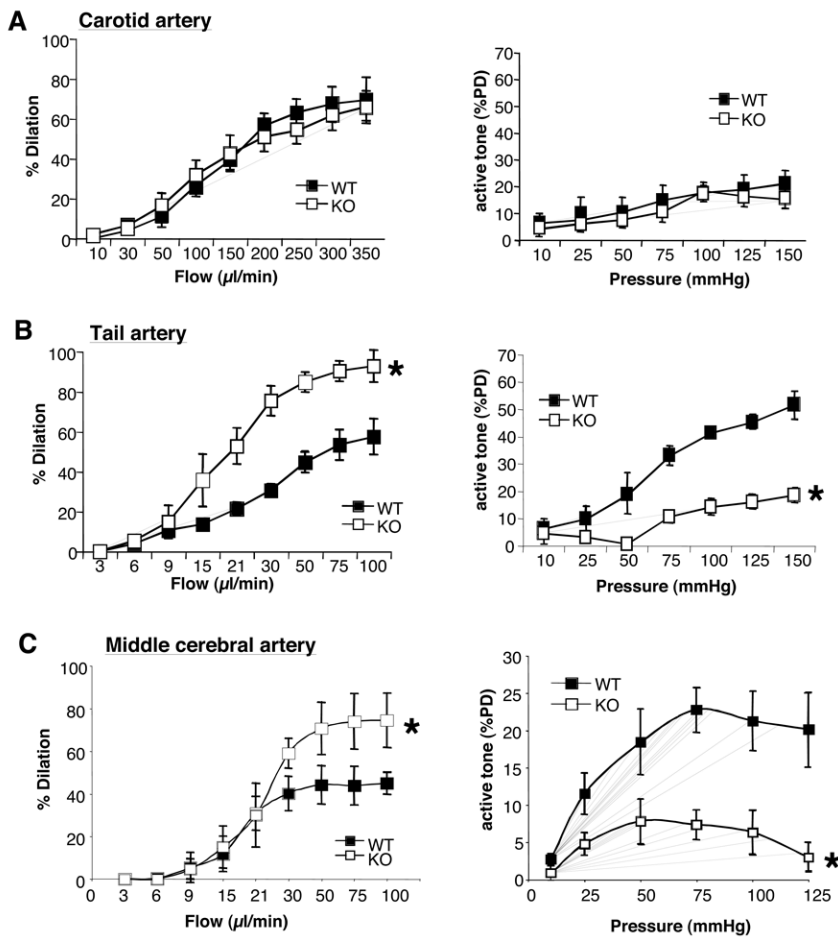 A Carotid artery
80
60
40
20
0
% Dilation
WT
KO
10 30 50 100 150 200 250 300 350
Flow (µl/min)
70
60
50
40
30
20
10
0
active tone (%PD)
WT
KO
10 25 50 75 100 125 150
Pressure (mmHg)
B Tail artery
100
80
60
40
20
0
% Dilation
WT
KO
3 6 9 15 21 30 50 75 100
Flow (µl/min)
*
70
60
50
40
30
20
10
0
active tone (%PD)
WT
KO
10 25 50 75 100 125 150
Pressure (mmHg)
*
C Middle cerebral artery
100
80
60
40
20
0
% Dilation
WT
KO
0 3 6 9 15 21 30 50 75 100
Flow (µl/min)
*
30
25
20
15
10
5
0
active tone (%PD)
WT
KO
0 25 50 75 100 125
Pressure (mmHg)
*